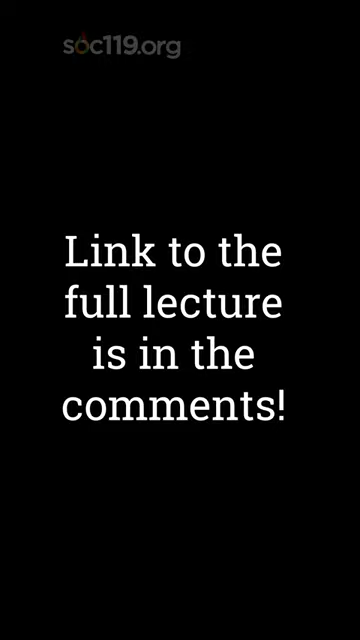 soc119.org
Link to the
full lecture
is in the
comments!